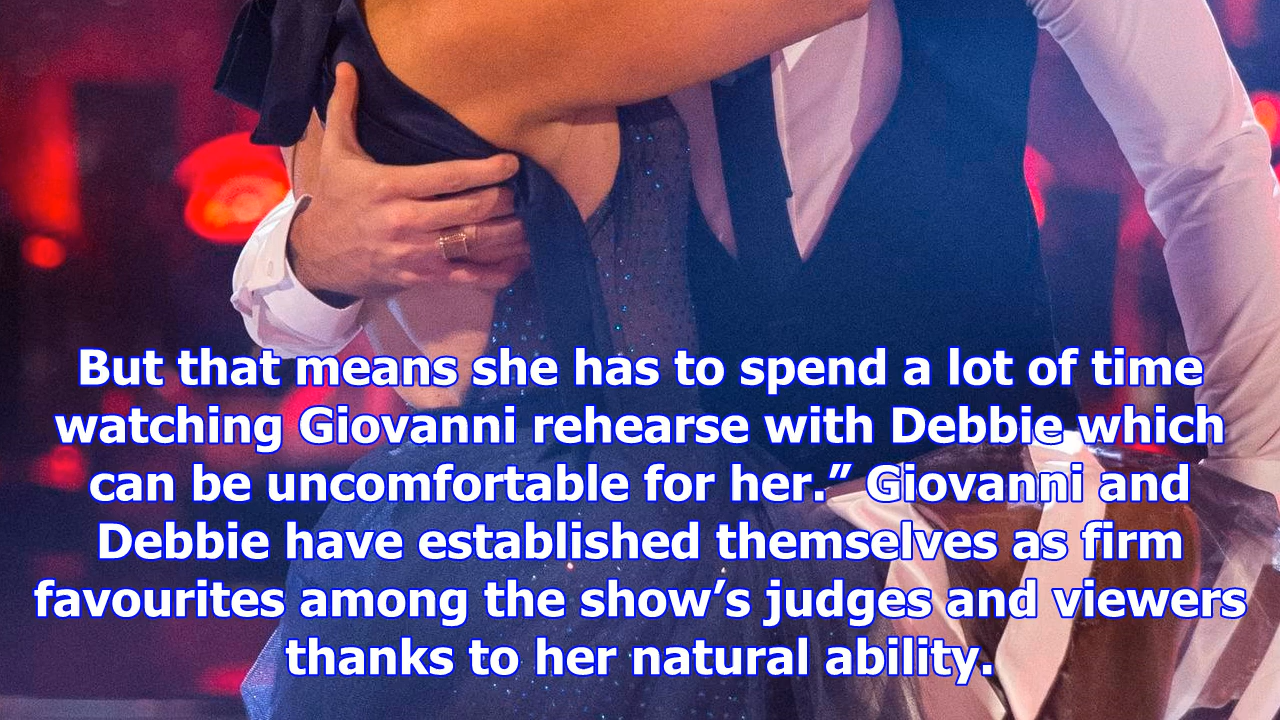 But that means she has to spend a lot of time
watching Giovanni rehearse with Debbie which
can be uncomfortable for her.” Giovanni and
Debbie have established themselves as firm
favourites among the show’s judges and viewers
thanks to her natural ability.